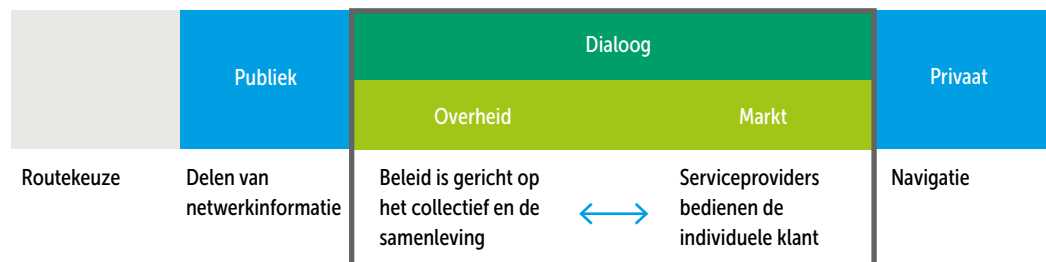 Dialoog
Publiek
Privaat
Overheid
Markt
Routekeuze
Delen van
netwerkinformatie
Beleid is gericht op
het collectief en de
samenleving
Serviceproviders
bedienen de
individuele klant
Navigatie